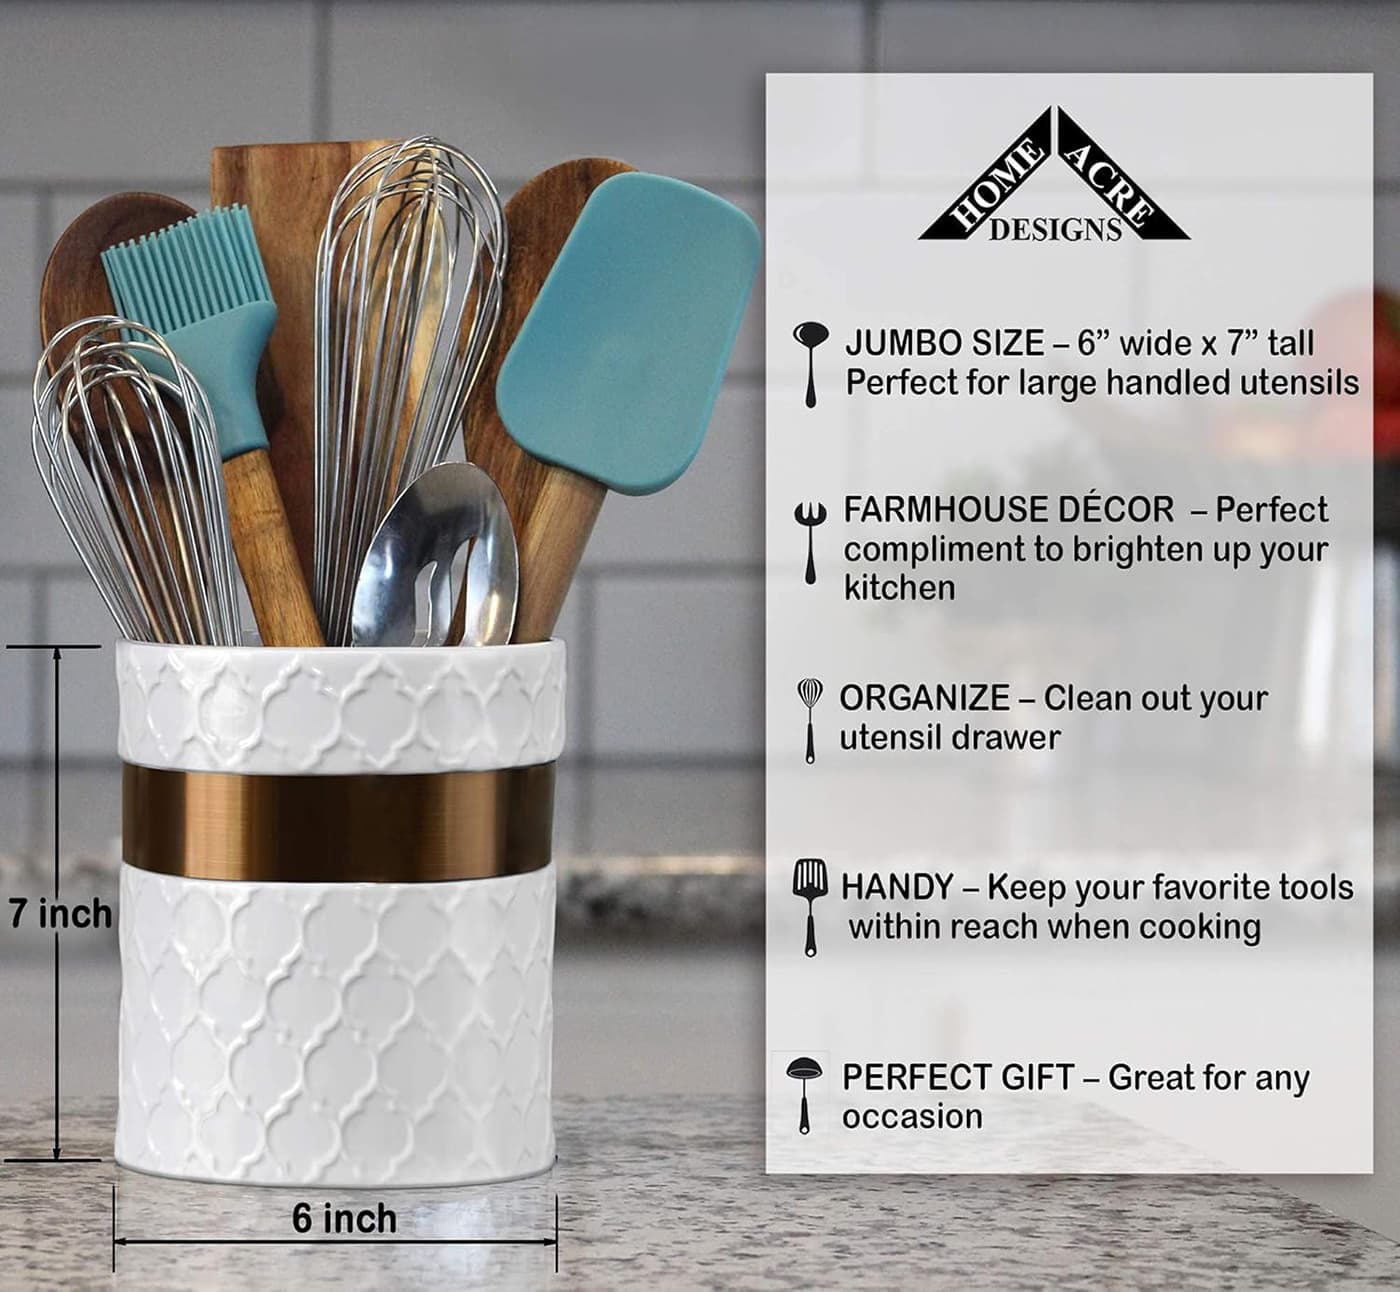 HOME ACRE
DESIGNS
JUMBO SIZE – 6” wide x 7” tall
Perfect for large handled utensils
FARMHOUSE DÉCOR – Perfect
compliment to brighten up your
kitchen
ORGANIZE – Clean out your
utensil drawer
HANDY – Keep your favorite tools
within reach when cooking
PERFECT GIFT – Great for any
occasion
7 inch
6 inch